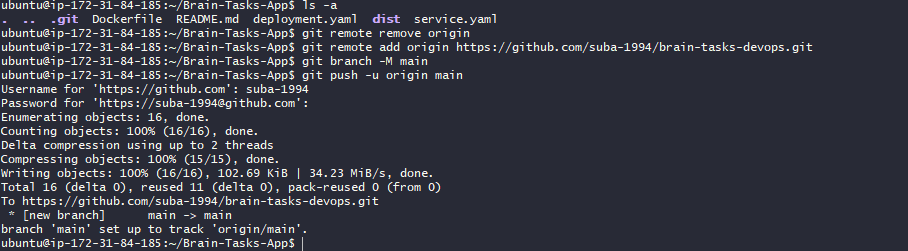 ubuntu@ip-172-31-84-185:~/Brain-Tasks-App$ ls -a
.  ..  .git  Dockerfile  README.md  deployment.yaml  dist  service.yaml
ubuntu@ip-172-31-84-185:~/Brain-Tasks-App$ git remote remove origin
ubuntu@ip-172-31-84-185:~/Brain-Tasks-App$ git remote add origin https://github.com/suba-1994/brain-tasks-devops.git
ubuntu@ip-172-31-84-185:~/Brain-Tasks-App$ git branch -M main
ubuntu@ip-172-31-84-185:~/Brain-Tasks-App$ git push -u origin main
Username for 'https://github.com': suba-1994
Password for 'https://suba-1994@github.com':
Enumerating objects: 16, done.
Counting objects: 100% (16/16), done.
Delta compression using up to 2 threads
Compressing objects: 100% (15/15), done.
Writing objects: 100% (16/16), 102.69 KiB | 34.23 MiB/s, done.
Total 16 (delta 0), reused 11 (delta 0), pack-reused 0 (from 0)
To https://github.com/suba-1994/brain-tasks-devops.git
 * [new branch]      main -> main
branch 'main' set up to track 'origin/main'.
ubuntu@ip-172-31-84-185:~/Brain-Tasks-App$